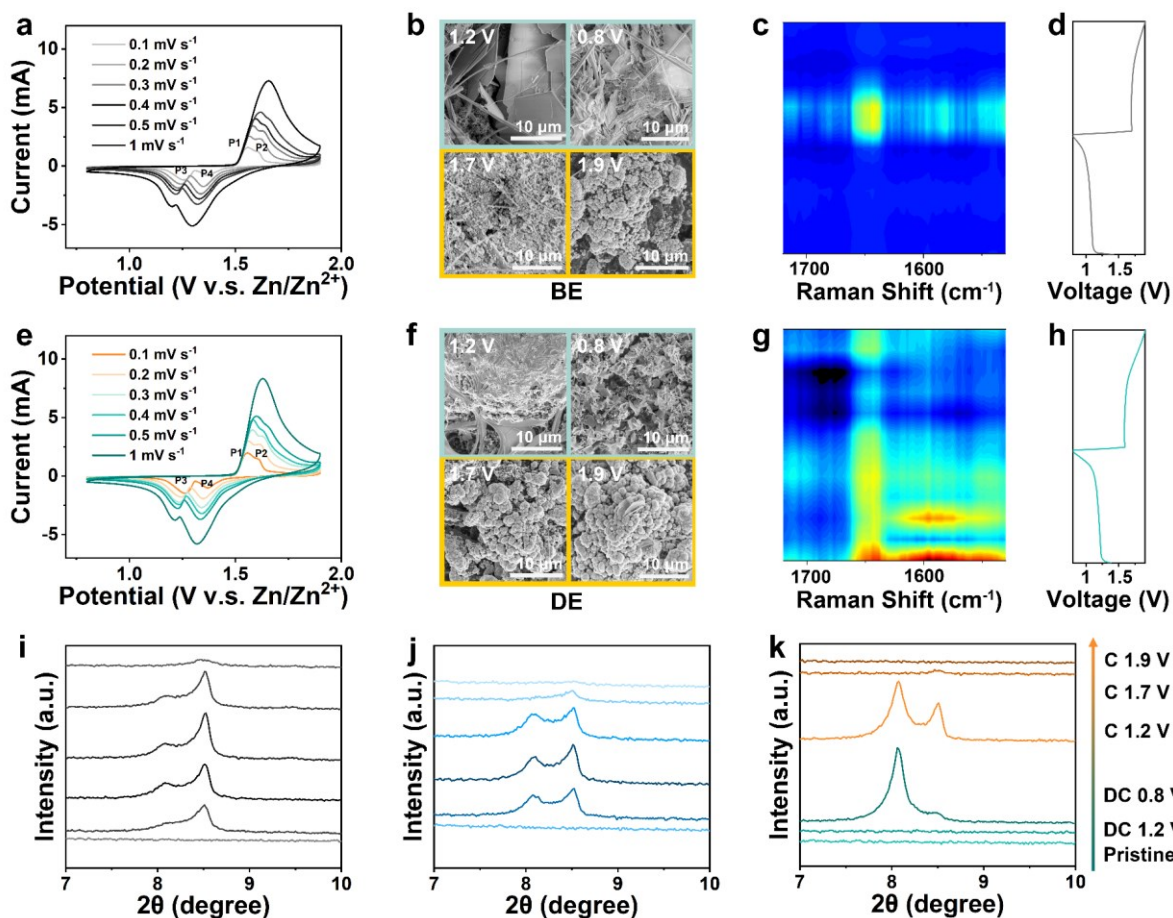 a
Current (mA)
10
5
0
-5
0.1 mV s⁻¹
0.2 mV s⁻¹
0.3 mV s⁻¹
0.4 mV s⁻¹
0.5 mV s⁻¹
1 mV s⁻¹
P1
P2
P3
P4
1.0 1.5 2.0
Potential (V v.s. Zn/Zn²⁺)
b
1.2 V
10 μm
0.8 V
10 μm
1.7 V
10 μm
1.9 V
10 μm
BE
c
1700 1600
Raman Shift (cm⁻¹)
d
1 1.5
Voltage (V)
e
Current (mA)
10
5
0
-5
0.1 mV s⁻¹
0.2 mV s⁻¹
0.3 mV s⁻¹
0.4 mV s⁻¹
0.5 mV s⁻¹
1 mV s⁻¹
P1
P2
P3
P4
1.0 1.5 2.0
Potential (V v.s. Zn/Zn²⁺)
f
1.2 V
10 μm
0.8 V
10 μm
1.7 V
10 μm
1.9 V
10 μm
DE
g
1700 1600
Raman Shift (cm⁻¹)
h
1 1.5
Voltage (V)
i
Intensity (a.u.)
7 8 9 10
2θ (degree)
j
Intensity (a.u.)
7 8 9 10
2θ (degree)
k
Intensity (a.u.)
7 8 9 10
2θ (degree)
C 1.9 V
C 1.7 V
C 1.2 V
DC 0.8 V
DC 1.2 V
Pristine